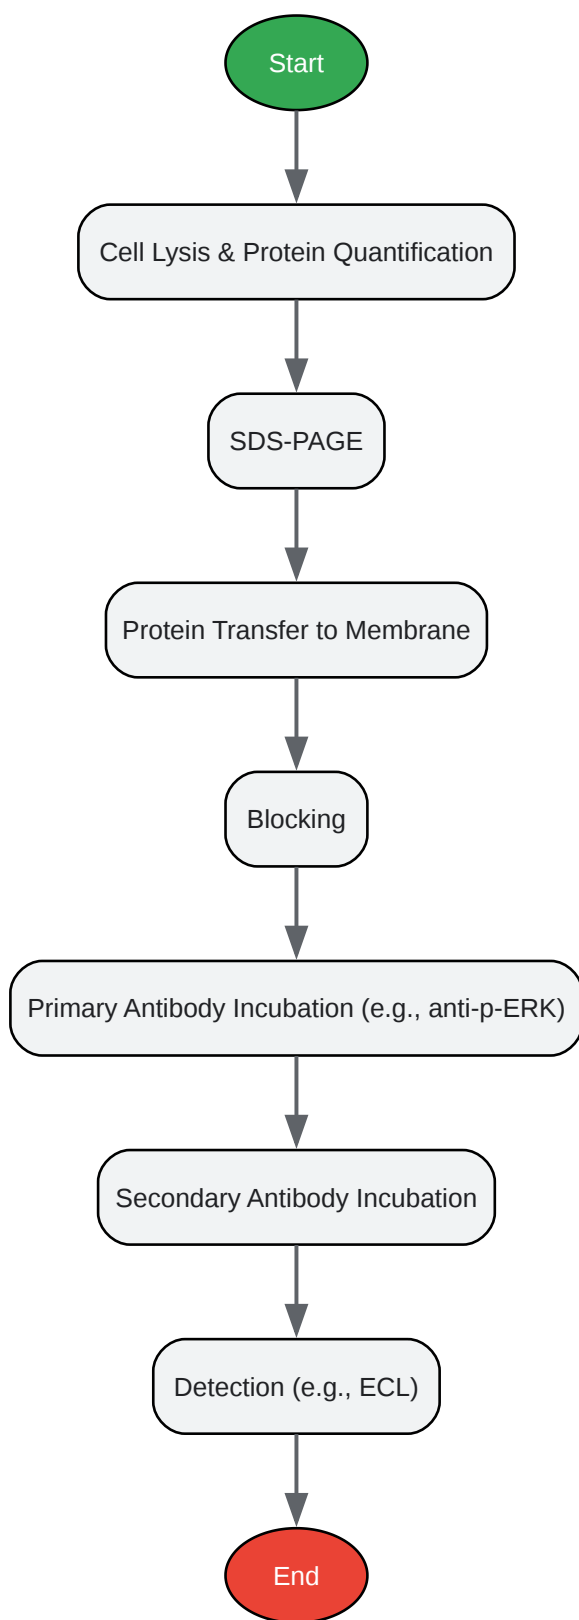 Start
Cell Lysis & Protein Quantification
SDS-PAGE
Protein Transfer to Membrane
Blocking
Primary Antibody Incubation (e.g., anti-p-ERK)
Secondary Antibody Incubation
Detection (e.g., ECL)
End